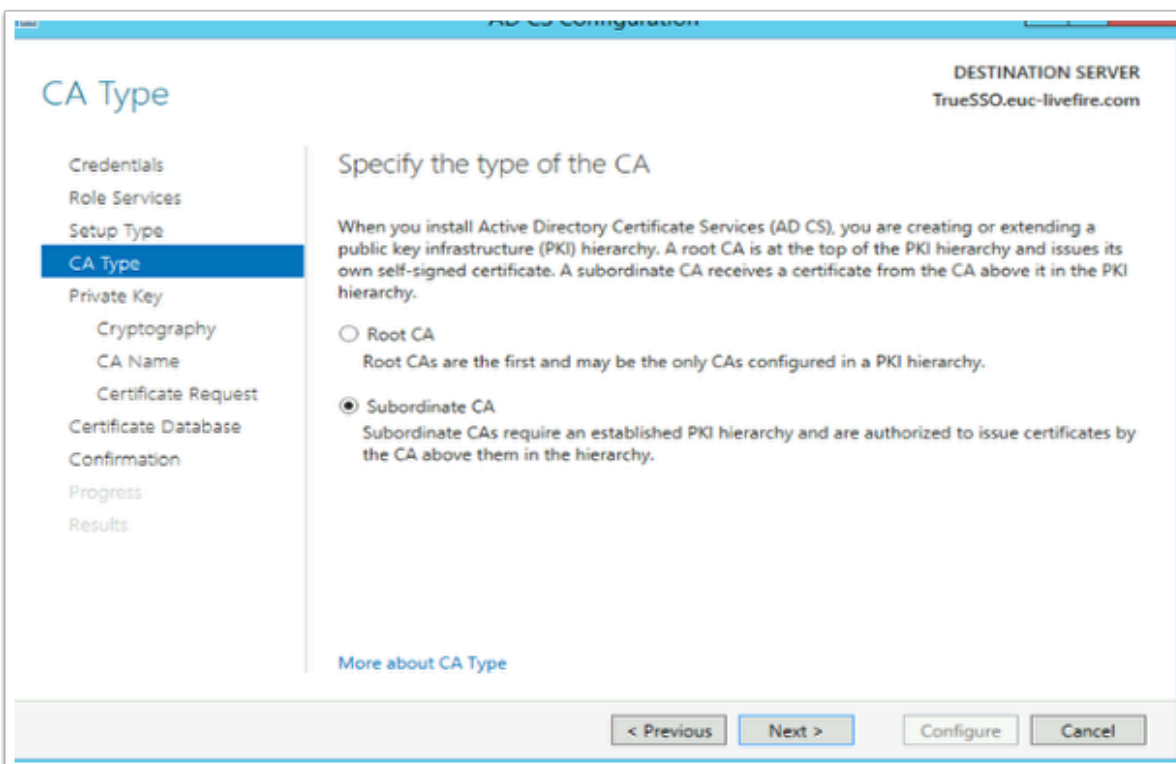 AD CS Configuration
DESTINATION SERVER
TrueSSO.euc-livefire.com
CA Type
Credentials
Role Services
Setup Type
CA Type
Private Key
Cryptography
CA Name
Certificate Request
Certificate Database
Confirmation
Progress
Results
Specify the type of the CA
When you install Active Directory Certificate Services (AD CS), you are creating or extending a
public key infrastructure (PKI) hierarchy. A root CA is at the top of the PKI hierarchy and issues its
own self-signed certificate. A subordinate CA receives a certificate from the CA above it in the PKI
hierarchy.
Root CA
Root CAs are the first and may be the only CAs configured in a PKI hierarchy.
Subordinate CA
Subordinate CAs require an established PKI hierarchy and are authorized to issue certificates by
the CA above them in the hierarchy.
More about CA Type
< Previous
Next >
Configure
Cancel